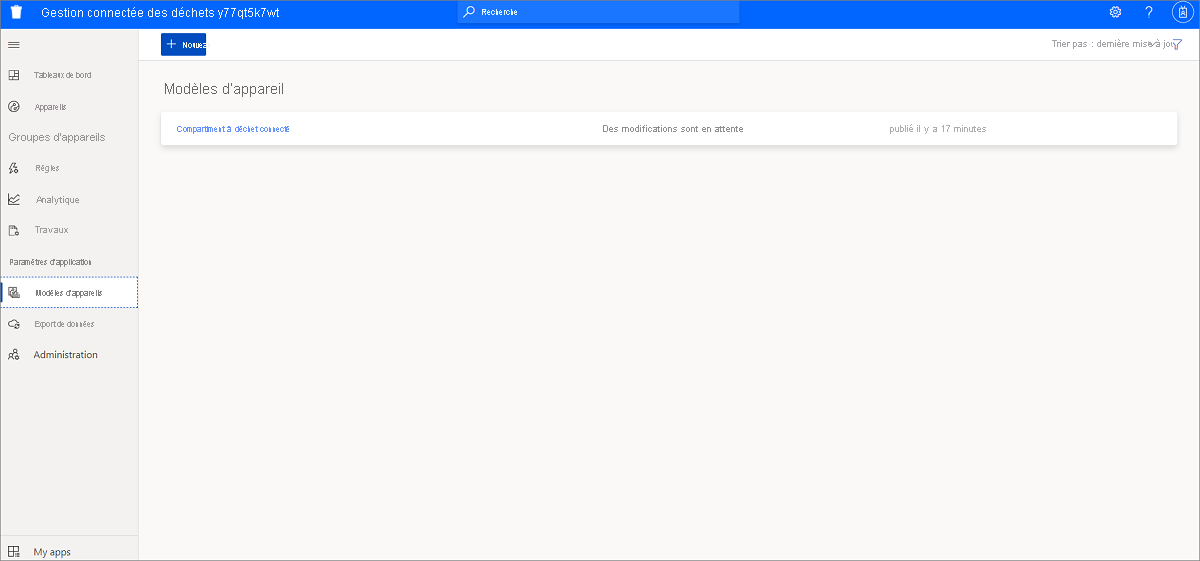 Gestion connectée des déchets y77qt5k7wt
Recherche
?
Nouvea
Trier pas : dernière mise à jour
Tableaux de bord
Appareils
Groupes d'appareils
Règles
Analytique
Travaux
Paramètres d'application
Modèles d'appareils
Export de données
Administration
My apps
Modèles d'appareil
Compartiment à déchet connecté
Des modifications sont en attente
publié il y a 17 minutes